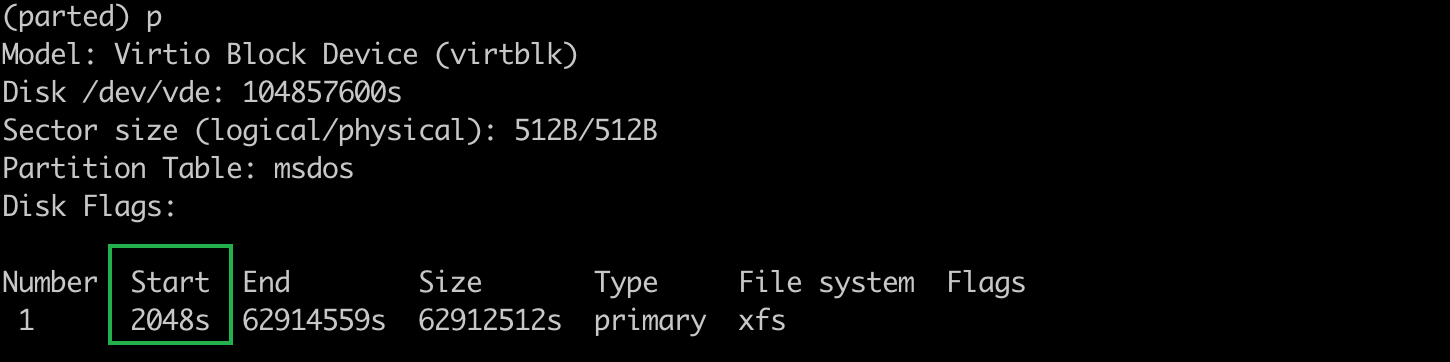 (parted) p
Model: Virtio Block Device (virtblk)
Disk /dev/vde: 104857600s
Sector size (logical/physical): 512B/512B
Partition Table: msdos
Disk Flags:
Number Start End Size Type File system Flags
1 2048s 62914559s 62912512s primary xfs